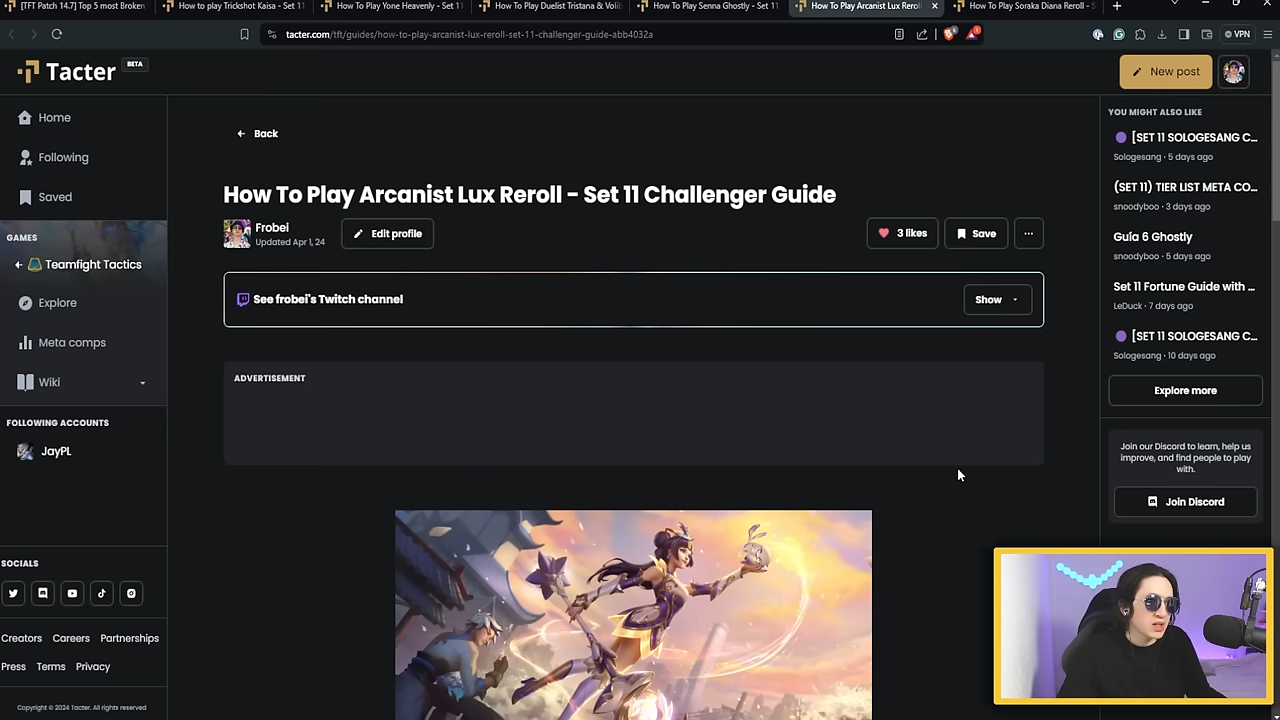 [TFT Patch 14.7] Top 5 most Broken
How to play Trickshot Kaisa - Set 11
How To Play Yone Heavenly - Set 11
How To Play Duelist Tristana & Voli
How To Play Senna Ghostly - Set 11
How To Play Arcanist Lux Reroll
How To Play Soraka Diana Reroll - S
tacter.com/tft/guides/how-to-play-arcanist-lux-reroll-set-11-challenger-guide-abb4032a
VPN
Tacter
BETA
New post
Home
Following
Saved
GAMES
Teamfight Tactics
Explore
Meta comps
Wiki
FOLLOWING ACCOUNTS
JayPL
SOCIALS
Creators Careers Partnerships
Press Terms Privacy
Copyright © 2024 Tacter. All rights reserved
Back
How To Play Arcanist Lux Reroll - Set 11 Challenger Guide
Frobei
Updated Apr 1, 24
Edit profile
3 likes
Save
See frobei's Twitch channel
Show
ADVERTISEMENT
YOU MIGHT ALSO LIKE
[SET 11 SOLOGESANG C...
Sologesang · 5 days ago
(SET 11) TIER LIST META CO...
snoodyboo · 3 days ago
Guía 6 Ghostly
snoodyboo · 5 days ago
Set 11 Fortune Guide with ...
LeDuck · 7 days ago
[SET 11 SOLOGESANG C...
Sologesang · 10 days ago
Explore more
Join our Discord to learn, help us
improve, and find people to play
with.
Join Discord